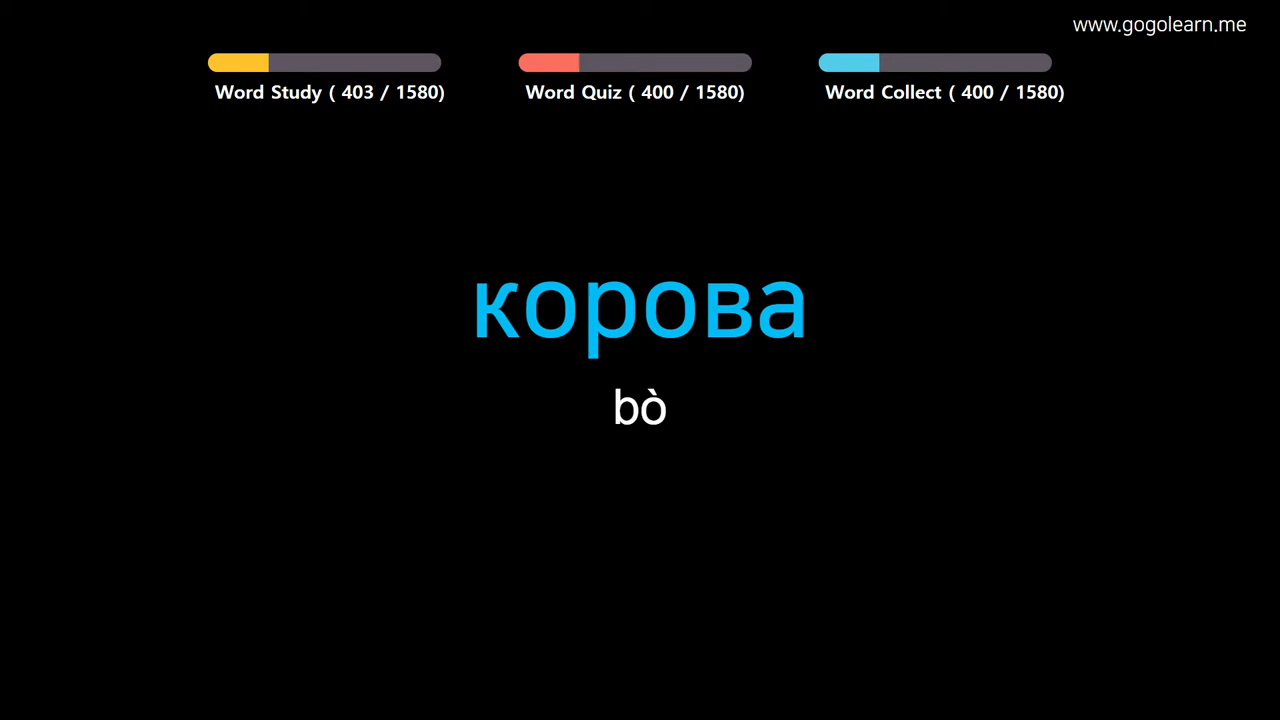 www.gogolearn.me
Word Study ( 403 / 1580)
Word Quiz ( 400 / 1580)
Word Collect ( 400 / 1580)
корова
bò